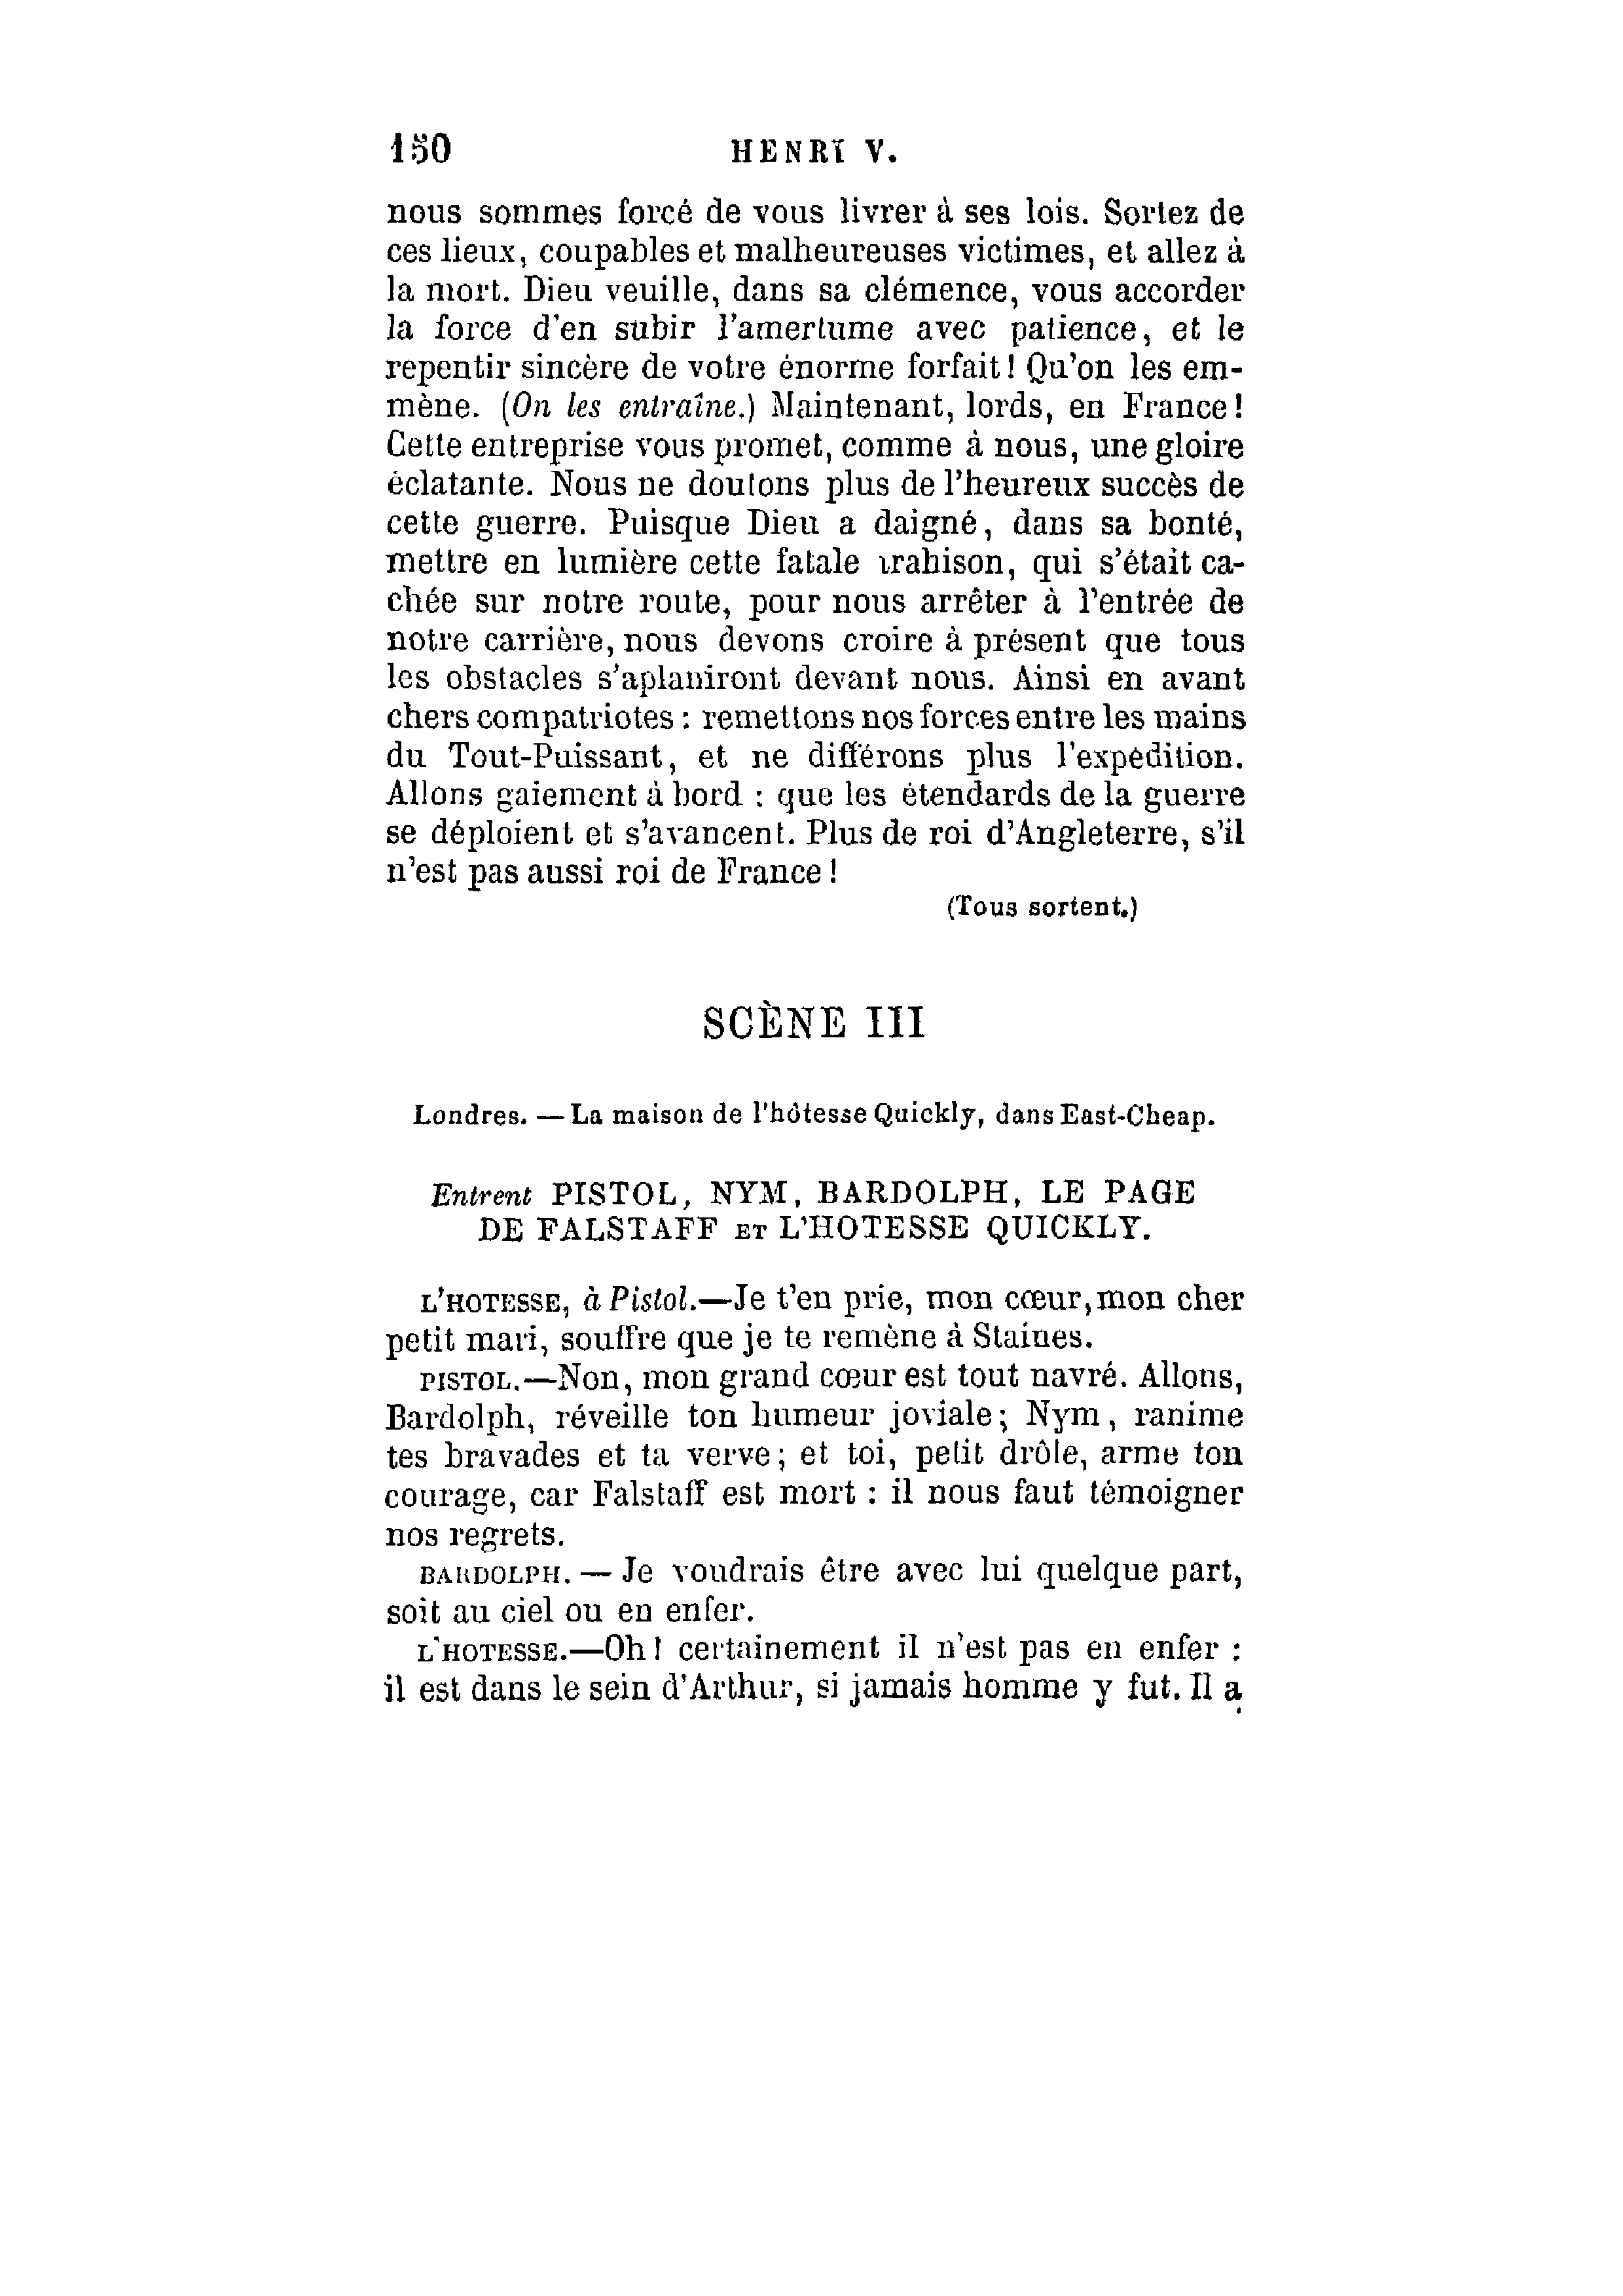 150 HENRI V.
nous sommes forcé de vous livrer à ses lois. Sortez de
ces lieux, coupables et malheureuses victimes, et allez à
la mort. Dieu veuille, dans sa clémence, vous accorder
la force d'en subir l'amertume avec patience, et le
repentir sincère de votre énorme forfait! Qu'on les em-
mène. (On les entraîne.) Maintenant, lords, en France!
Cette entreprise vous promet, comme à nous, une gloire
éclatante. Nous ne doutons plus de l'heureux succès de
cette guerre. Puisque Dieu a daigné, dans sa bonté,
mettre en lumière cette fatale trahison, qui s'était ca-
chée sur notre route, pour nous arrêter à l'entrée de
notre carrière, nous devons croire à présent que tous
les obstacles s'aplaniront devant nous. Ainsi en avant
chers compatriotes : remettons nos forces entre les mains
du Tout-Puissant, et ne différons plus l'expédition.
Allons gaiement à bord : que les étendards de la guerre
se déploient et s'avancent. Plus de roi d'Angleterre, s'il
n'est pas aussi roi de France !
(Tous sortent.)
SCÈNE III
Londres. — La maison de l'hôtesse Quickly, dans East-Cheap.
Entrent PISTOL, NYM, BARDOLPH, LE PAGE
DE FALSTAFF ET L'HOTESSE QUICKLY.
L'HOTESSE, à Pistol.—Je t'en prie, mon cœur, mon cher
petit mari, souffre que je te remène à Staines.
PISTOL.—Non, mon grand cœur est tout navré. Allons,
Bardolph, réveille ton humeur joviale; Nym, ranime
tes bravades et ta verve; et toi, petit drôle, arme ton
courage, car Falstaff est mort : il nous faut témoigner
nos regrets.
BARDOLPH. — Je voudrais être avec lui quelque part,
soit au ciel ou en enfer.
L'HOTESSE.—Oh! certainement il n'est pas en enfer :
il est dans le sein d'Arthur, si jamais homme y fut. Il a